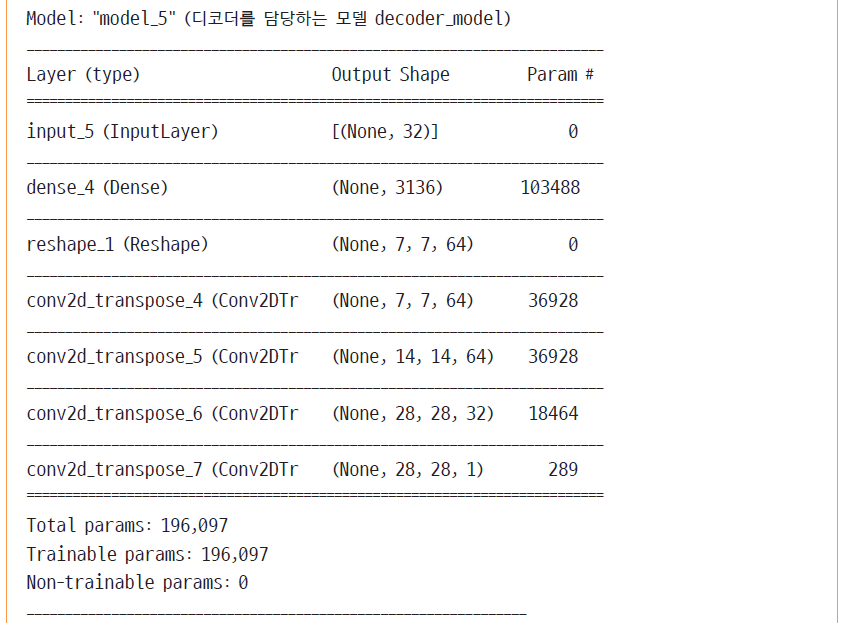 Model: "model_5" (디코더를 담당하는 모델 decoder_model)
_________________________________________________________________
Layer (type) Output Shape Param #
=================================================================
input_5 (InputLayer) [(None, 32)] 0
_________________________________________________________________
dense_4 (Dense) (None, 3136) 103488
_________________________________________________________________
reshape_1 (Reshape) (None, 7, 7, 64) 0
_________________________________________________________________
conv2d_transpose_4 (Conv2DTr (None, 7, 7, 64) 36928
_________________________________________________________________
conv2d_transpose_5 (Conv2DTr (None, 14, 14, 64) 36928
_________________________________________________________________
conv2d_transpose_6 (Conv2DTr (None, 28, 28, 32) 18464
_________________________________________________________________
conv2d_transpose_7 (Conv2DTr (None, 28, 28, 1) 289
=================================================================
Total params: 196,097
Trainable params: 196,097
Non-trainable params: 0
_________________________________________________________________